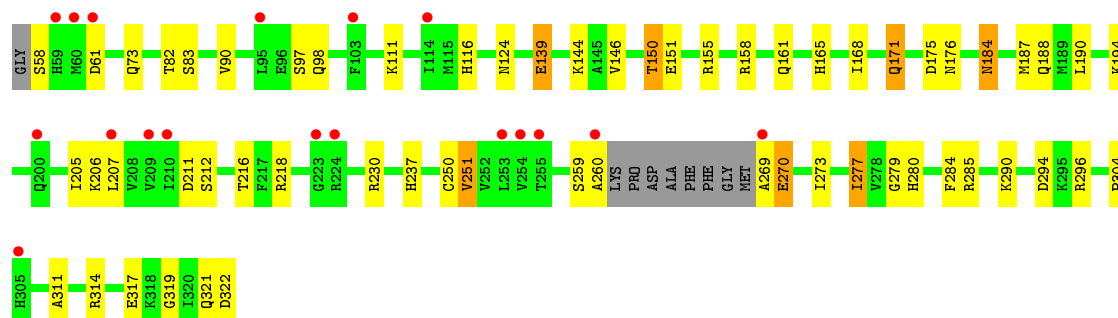 GLY S58 H59 M60 D61 Q73 T82 S83 V90 L95 E96 S97 Q98 F103 K111 I114 M115 H116 N124 E139 K144 A145 V146 T150 E151 R155 R158 Q161 H165 I168 Q171 D175 N176 N184 M187 Q188 M189 L190 K194
Q200 I205 K206 L207 V208 V209 I210 D211 S212 T216 F217 R218 G223 R224 R230 H237 C250 V251 V252 L253 V254 T255 S259 A260 LYS PRO ASP ALA PHE PHE GLY MET A269 E270 I273 I277 V278 G279 H280 F284 R285 K290 D294 K295 R296
H305 A311 R314 E317 K318 G319 I320 Q321 D322